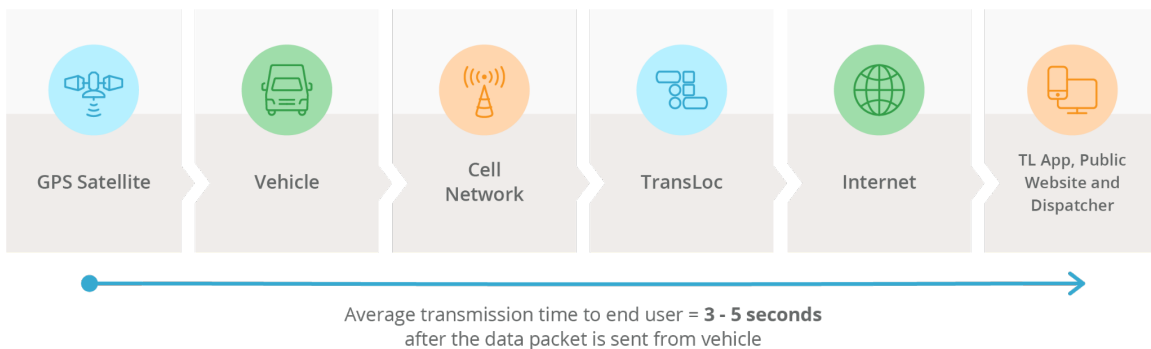 GPS Satellite
Vehicle
Cell
Network
TransLoc
Internet
TL App, Public
Website and
Dispatcher
Average transmission time to end user = 3 - 5 seconds
after the data packet is sent from vehicle